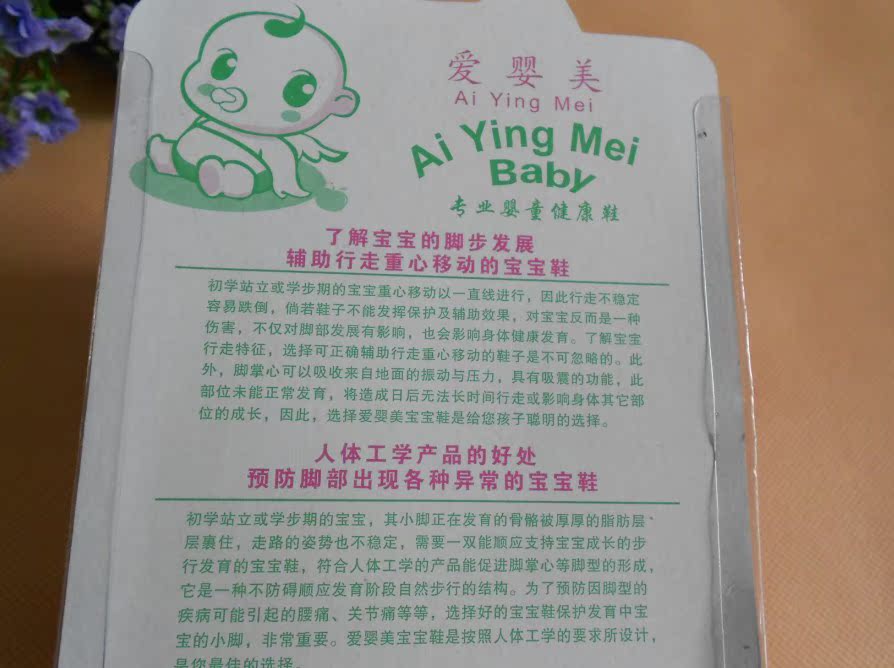 爱婴美
Ai Ying Mei
Ai Ying Mei
Baby
专业婴童健康鞋
了解宝宝的脚步发展
辅助行走重心移动的宝宝鞋
初学站立或学步期的宝宝重心移动以一直线进行，因此行走不稳定
容易跌倒，倘若鞋子不能发挥保护及辅助效果，对宝宝反而是一种
伤害，不仅对脚部发展有影响，也会影响身体健康发育。了解宝宝
行走特征，选择可正确辅助行走重心移动的鞋子是不可忽略的。此
外，脚掌心可以吸收来自地面的振动与压力，具有吸震的功能，此
部位未能正常发育，将造成日后无法长时间行走或影响身体其它部
位的成长，因此，选择爱婴美宝宝鞋是给您孩子聪明的选择。
人体工学产品的好处
预防脚部出现各种异常的宝宝鞋
初学站立或学步期的宝宝，其小脚正在发育的骨骼被厚厚的脂肪层
层裹住，走路的姿势也不稳定，需要一双能顺应支持宝宝成长的步
行发育的宝宝鞋，符合人体工学的产品能促进脚掌心等脚型的形成，
它是一种不防碍顺应发育阶段自然步行的结构。为了预防因脚型的
疾病可能引起的腰痛、关节痛等等，选择好的宝宝鞋保护发育中宝
宝的小脚，非常重要。爱婴美宝宝鞋是按照人体工学的要求所设计，
是您最佳的选择。